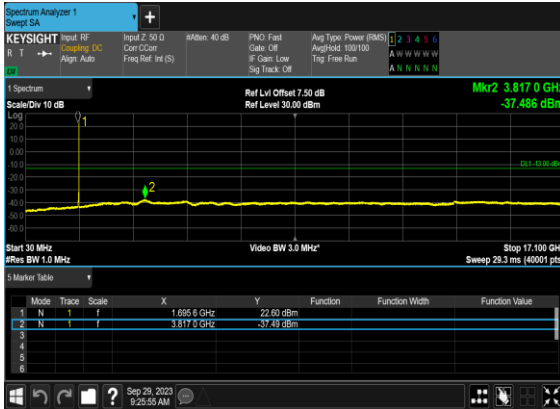 Spectrum Analyzer 1
Swept SA
KEYSIGHT
R T
Input: RF
Coupling: DC
Align: Auto
Input Z: 50 Ω
Corr CCorr
Freq Ref: Int (S)
#Atten: 40 dB
PNO: Fast
Gate: Off
IF Gain: Low
Sig Track: Off
Avg Type: Power (RMS)
Avg|Hold: 100/100
Trig: Free Run
1 2 3 4 5 6
A W W W W W
A N N N N N
1 Spectrum
Scale/Div 10 dB
Ref Lvl Offset 7.50 dB
Ref Level 30.00 dBm
Mkr2 3.817 0 GHz
-37.486 dBm
Log
20.0
10.0
0.00
-10.0
-20.0
-30.0
-40.0
-50.0
-60.0
1
2
DL1 -13.00 dBm
Start 30 MHz
#Res BW 1.0 MHz
Video BW 3.0 MHz*
Stop 17.100 GH
Sweep 29.3 ms (40001 pts
5 Marker Table
Mode Trace Scale X Y Function Function Width Function Value
1 N 1 f 1.695 6 GHz 22.60 dBm
2 N 1 f 3.817 0 GHz -37.49 dBm
3
4
5
6
Sep 29, 2023
9:25:55 AM